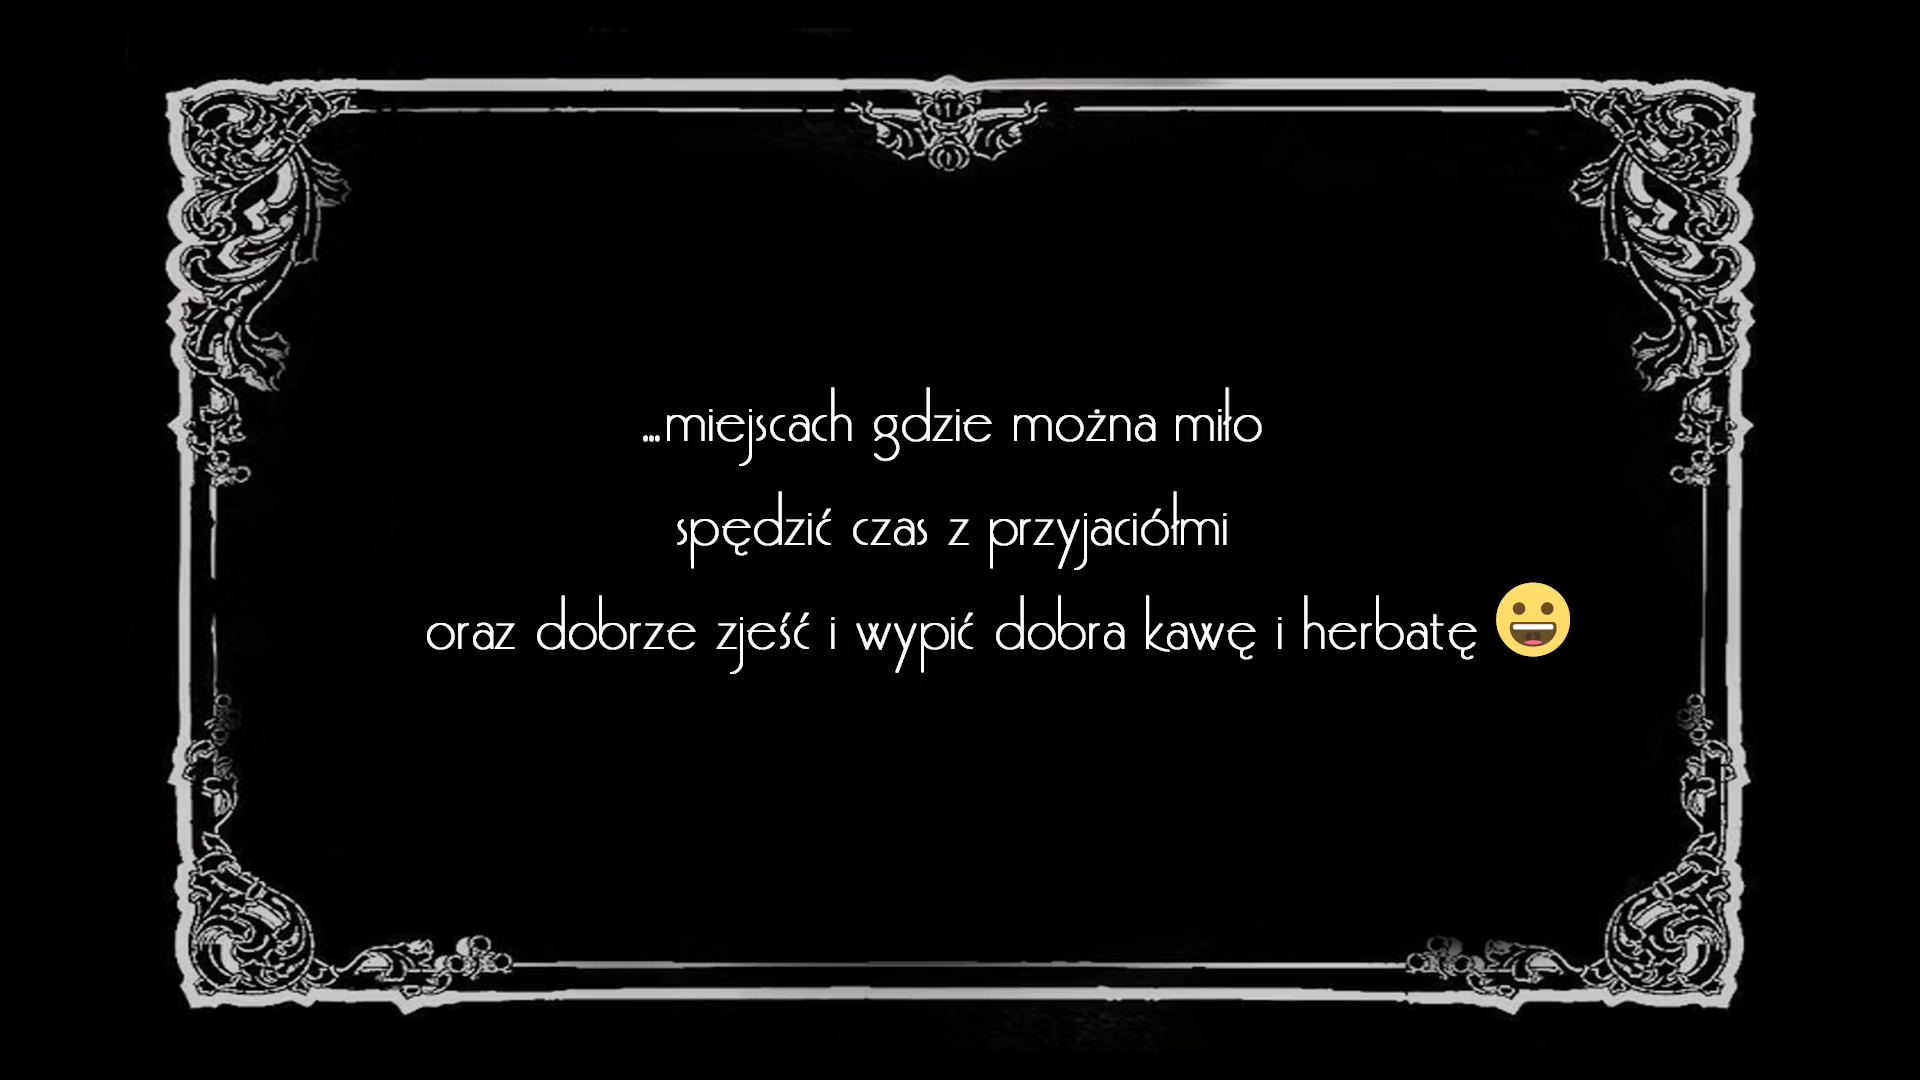 ...miejscach gdzie można miło
spędzić czas z przyjaciółmi
oraz dobrze zjeść i wypić dobra kawę i herbatę 😀